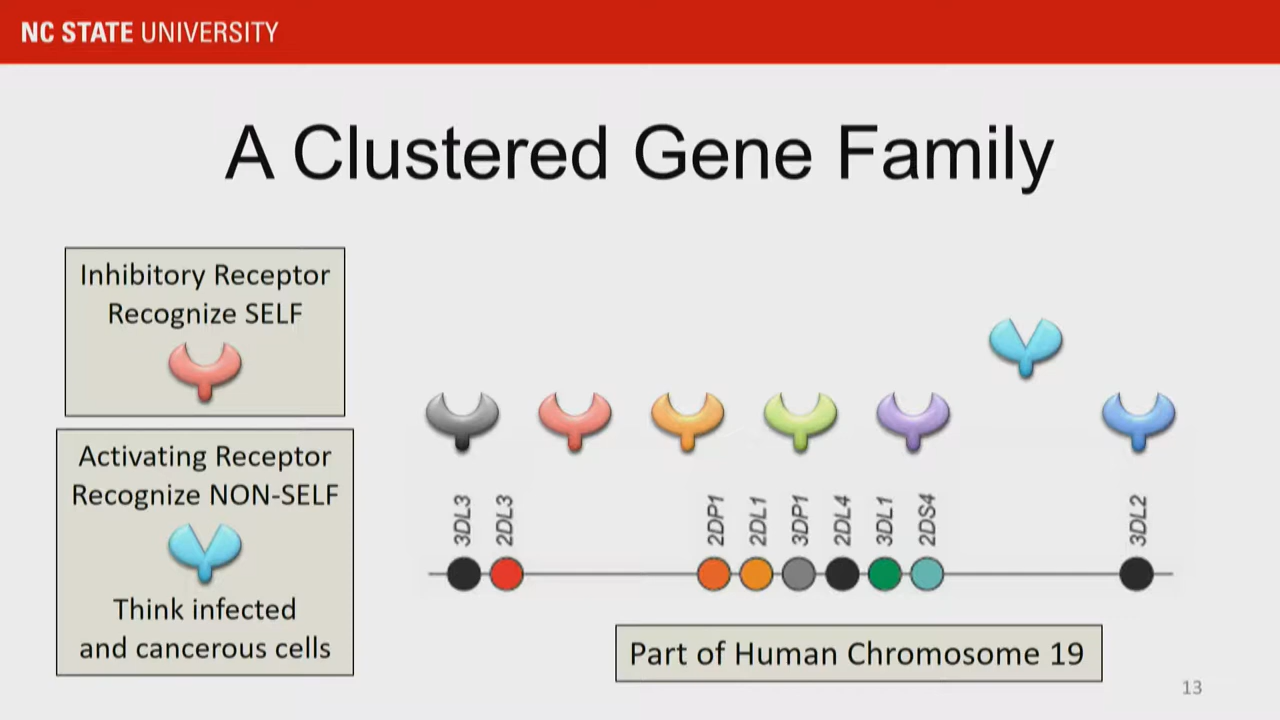 NC STATE UNIVERSITY
A Clustered Gene Family
Inhibitory Receptor
Recognize SELF
Activating Receptor
Recognize NON-SELF
Think infected
and cancerous cells
3DL3
2DL3
2DP1
2DL1
3DP1
2DL4
3DL1
2DS4
3DL2
Part of Human Chromosome 19
13